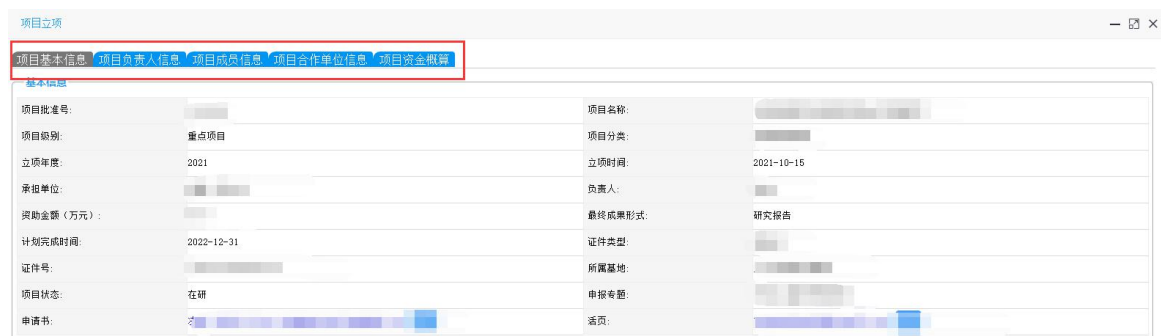 项目立项
项目基本信息 项目负责人信息 项目成员信息 项目合作单位信息 项目资金概算
基本信息
项目批准号: 项目名称:
项目级别: 重点项目 项目分类:
立项年度: 2021 立项时间: 2021-10-15
承担单位: 负责人:
资助金额（万元）: 最终成果形式: 研究报告
计划完成时间: 2022-12-31 证件类型:
证件号: 所属基地:
项目状态: 在研 申报专题:
申请书: 活页: